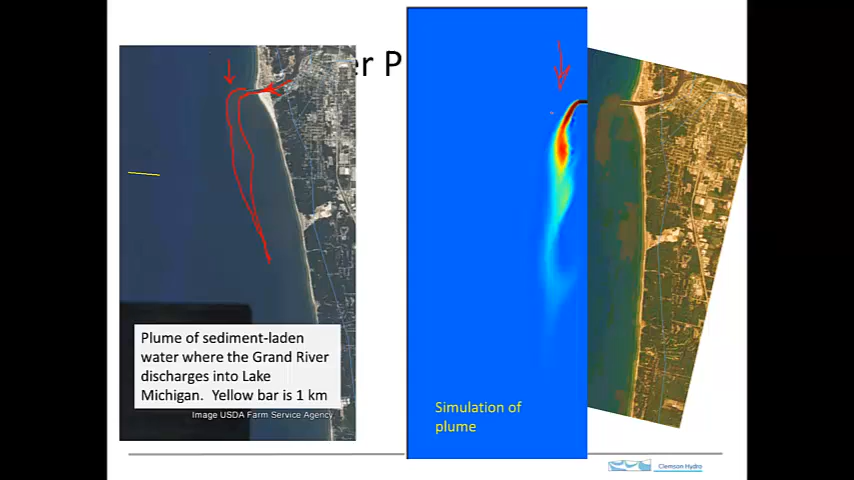 er P
Plume of sediment-laden
water where the Grand River
discharges into Lake
Michigan. Yellow bar is 1 km
Image USDA Farm Service Agency
Simulation of
plume
Clemson Hydro